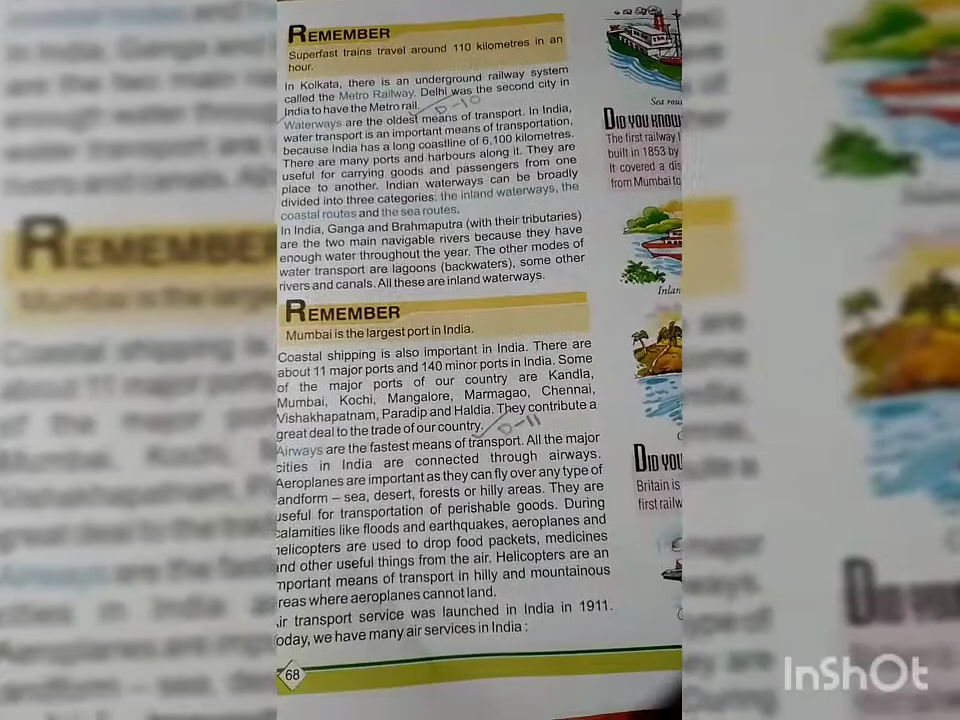 REMEMBER
Superfast trains travel around 110 kilometres in an
hour.
In Kolkata, there is an underground railway system
called the Metro Railway. Delhi was the second city in
India to have the Metro rail.
D-10
Waterways are the oldest means of transport. In India,
water transport is an important means of transportation,
because India has a long coastline of 6,100 kilometres.
There are many ports and harbours along it. They are
useful for carrying goods and passengers from one
place to another. Indian waterways can be broadly
divided into three categories: the inland waterways, the
coastal routes and the sea routes.
In India, Ganga and Brahmaputra (with their tributaries)
are the two main navigable rivers because they have
enough water throughout the year. The other modes of
water transport are lagoons (backwaters), some other
rivers and canals. All these are inland waterways.
REMEMBER
Mumbai is the largest port in India.
Coastal shipping is also important in India. There are
about 11 major ports and 140 minor ports in India. Some
of the major ports of our country are Kandla,
Mumbai, Kochi, Mangalore, Marmagao, Chennai,
Vishakhapatnam, Paradip and Haldia. They contribute a
great deal to the trade of our country.
D-11
Airways are the fastest means of transport. All the major
cities in India are connected through airways.
Aeroplanes are important as they can fly over any type of
andform – sea, desert, forests or hilly areas. They are
useful for transportation of perishable goods. During
calamities like floods and earthquakes, aeroplanes and
helicopters are used to drop food packets, medicines
and other useful things from the air. Helicopters are an
mportant means of transport in hilly and mountainous
reas where aeroplanes cannot land.
ir transport service was launched in India in 1911.
oday, we have many air services in India :
68
Sea rou
DID YOU KNOW
The first railway
built in 1853 by
It covered a dis
from Mumbai to
Inlan
DID YOU
Britain is
first railw
InShOt